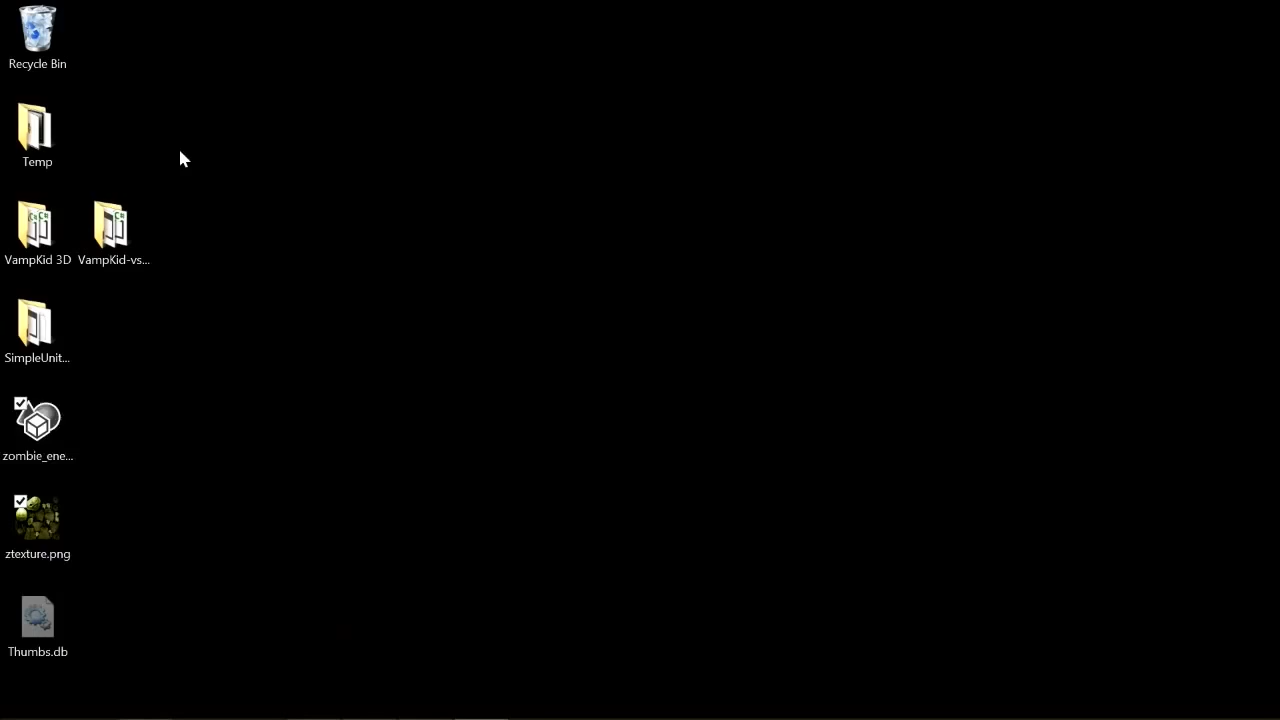 Recycle Bin
Temp
VampKid 3D
VampKid-vs...
SimpleUnit...
zombie_ene...
ztexture.png
Thumbs.db